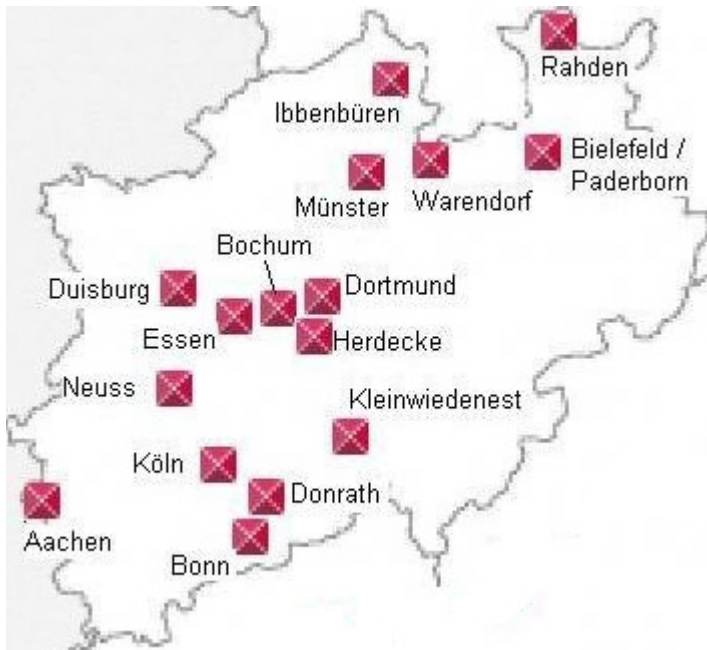 Rahden
Ibbenbüren
Bielefeld /
Paderborn
Münster
Warendorf
Bochum
Duisburg
Dortmund
Essen
Herdecke
Neuss
Kleinwiedenest
Köln
Donrath
Aachen
Bonn